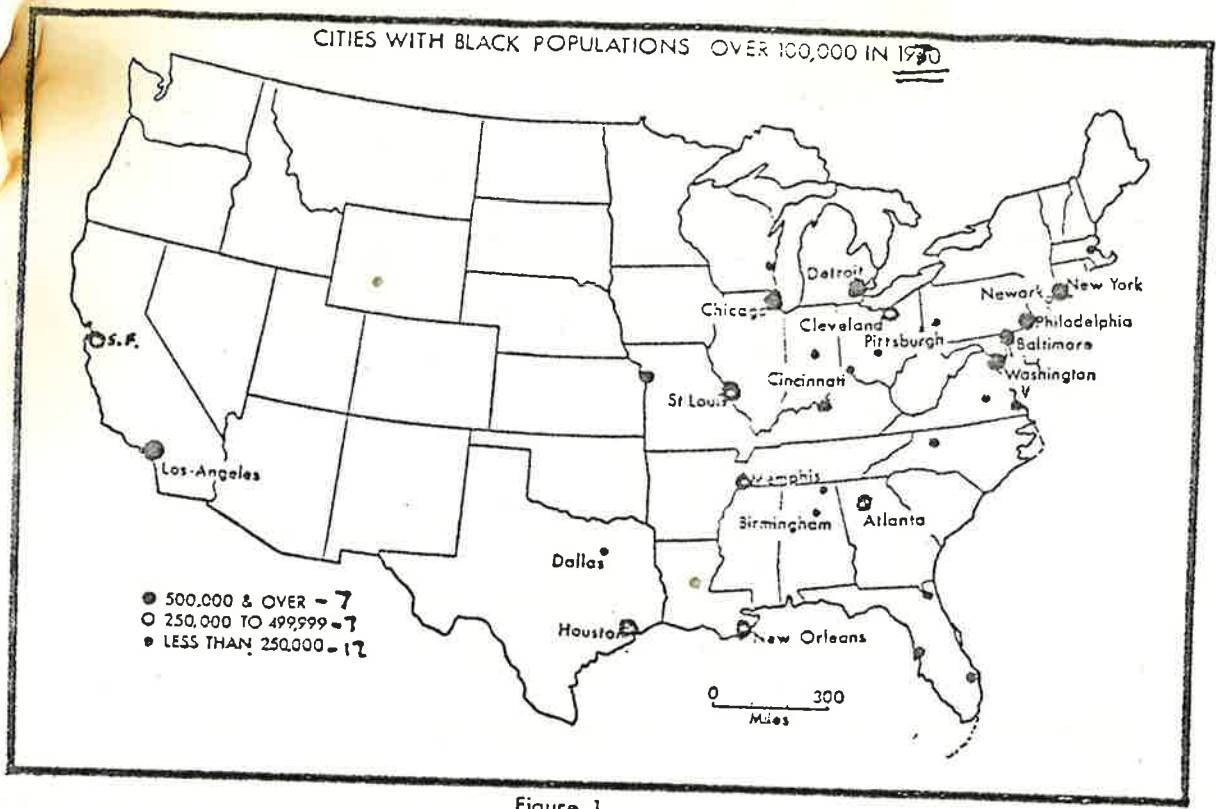 CITIES WITH BLACK POPULATIONS OVER 100,000 IN 1970
Detroit
New York
Newark
Chicago
Cleveland
Philadelphia
S.F.
Pittsburgh
Baltimore
Cincinnati
Washington
St Louis
V
Los-Angeles
Memphis
Birmingham
Atlanta
Dallas
500,000 & OVER - 7
250,000 TO 499,999 - 7
LESS THAN 250,000 - 12
Houston
New Orleans
0 300
Miles
Figure 1